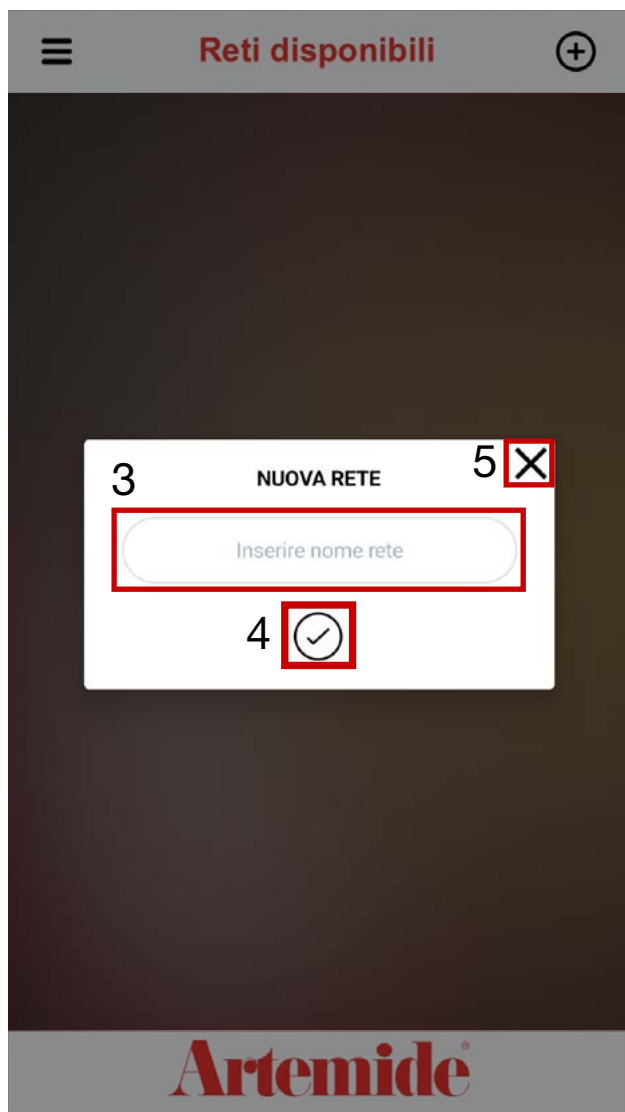 Reti disponibili
3 NUOVA RETE 5
Inserire nome rete
4
Artemide®